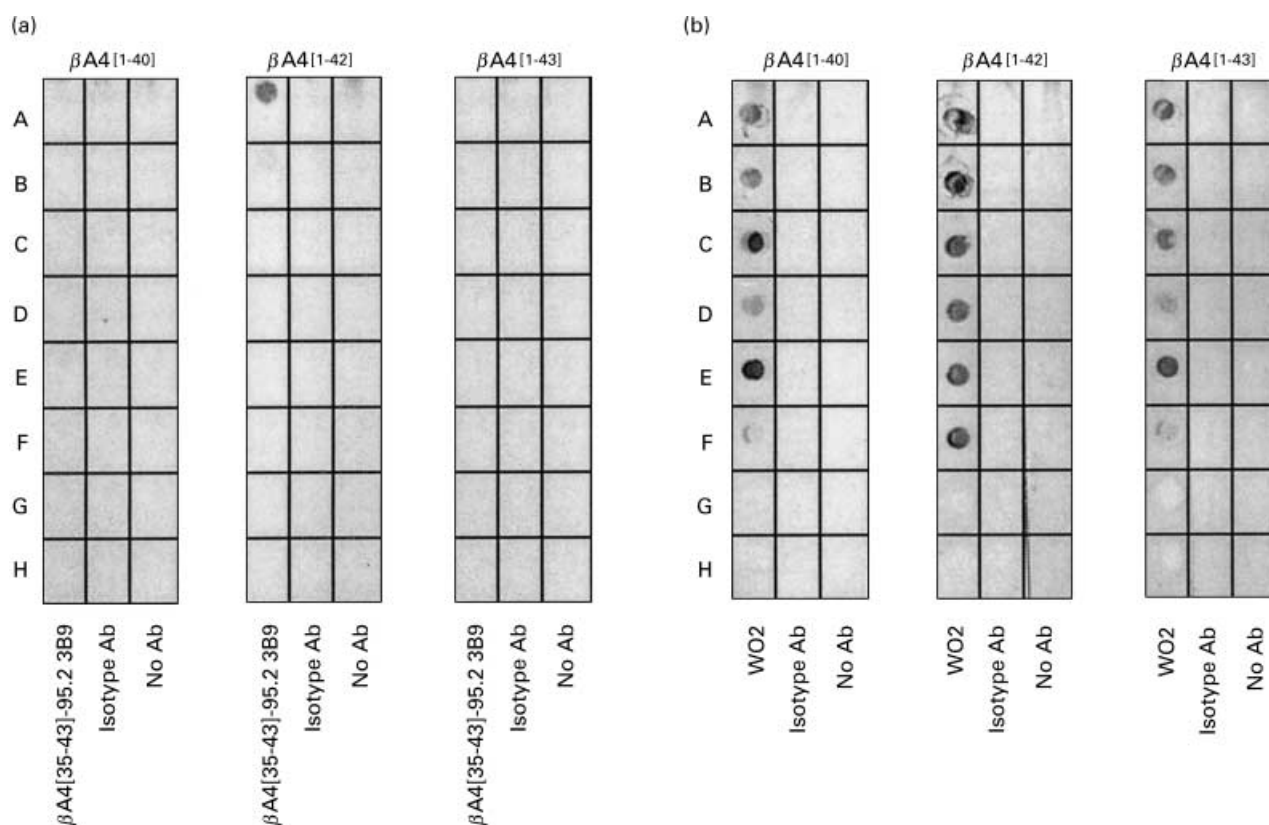 (a)
βA4[1-40] βA4[1-42] βA4[1-43]
A
B
C
D
E
F
G
H
βA4[35-43]-95.2 3B9
Isotype Ab
No Ab
βA4[35-43]-95.2 3B9
Isotype Ab
No Ab
βA4[35-43]-95.2 3B9
Isotype Ab
No Ab
(b)
βA4[1-40] βA4[1-42] βA4[1-43]
A
B
C
D
E
F
G
H
WO2
Isotype Ab
No Ab
WO2
Isotype Ab
No Ab
WO2
Isotype Ab
No Ab